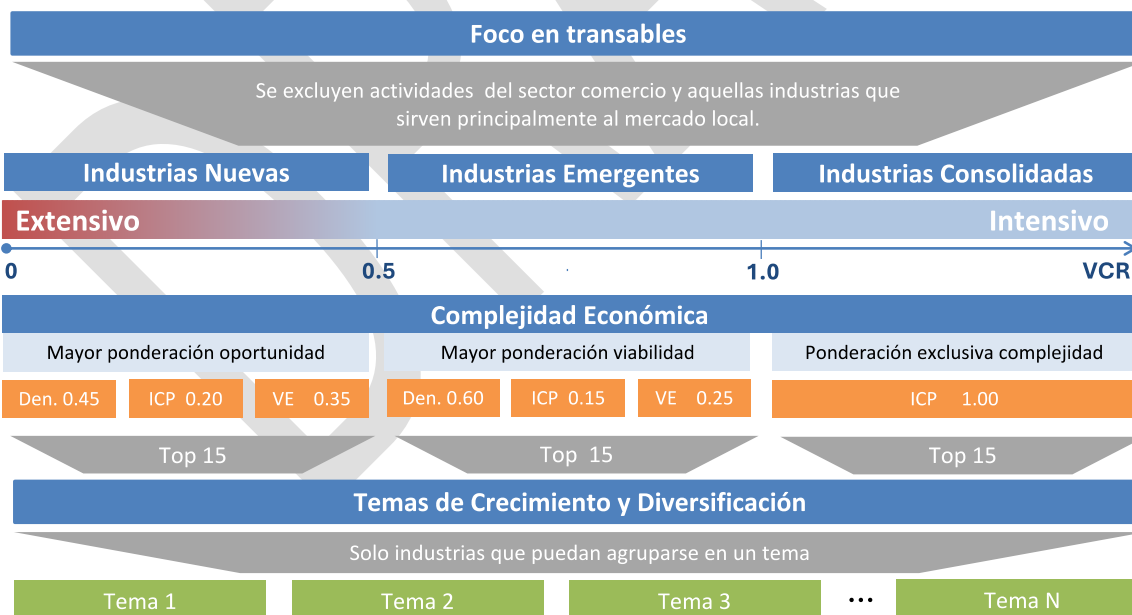 Foco en transables
Se excluyen actividades del sector comercio y aquellas industrias que
sirven principalmente al mercado local.
Industrias Nuevas
Industrias Emergentes
Industrias Consolidadas
Extensivo
Intensivo
0
0.5
1.0
VCR
Complejidad Económica
Mayor ponderación oportunidad
Mayor ponderación viabilidad
Ponderación exclusiva complejidad
Den. 0.45
ICP 0.20
VE 0.35
Den. 0.60
ICP 0.15
VE 0.25
ICP 1.00
Top 15
Top 15
Top 15
Temas de Crecimiento y Diversificación
Solo industrias que puedan agruparse en un tema
Tema 1
Tema 2
Tema 3
...
Tema N